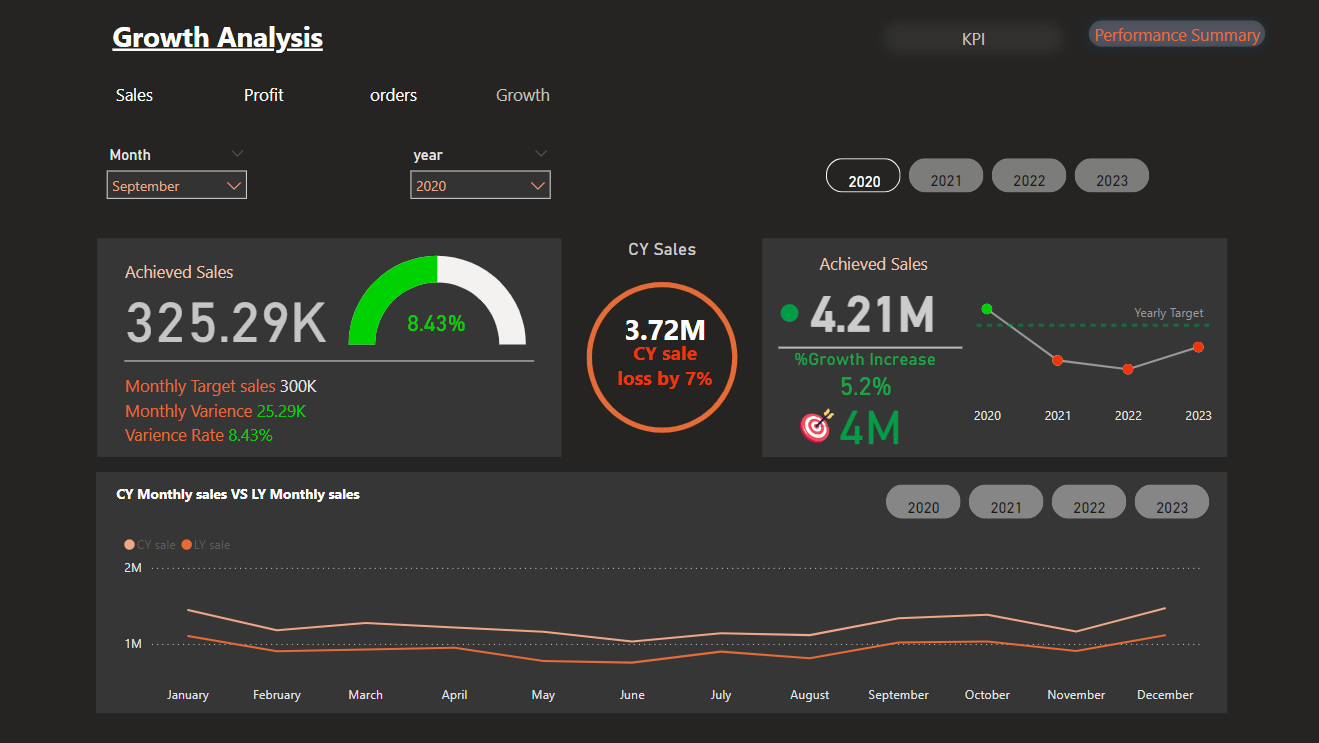 Growth Analysis
KPI
Performance Summary
Sales
Profit
orders
Growth
Month
September
year
2020
2020
2021
2022
2023
Achieved Sales
325.29K
8.43%
Monthly Target sales 300K
Monthly Varience 25.29K
Varience Rate 8.43%
CY Sales
3.72M
CY sale
loss by 7%
Achieved Sales
4.21M
%Growth Increase
5.2%
4M
Yearly Target
2020
2021
2022
2023
CY Monthly sales VS LY Monthly sales
2020
2021
2022
2023
CY sale
LY sale
2M
1M
January
February
March
April
May
June
July
August
September
October
November
December